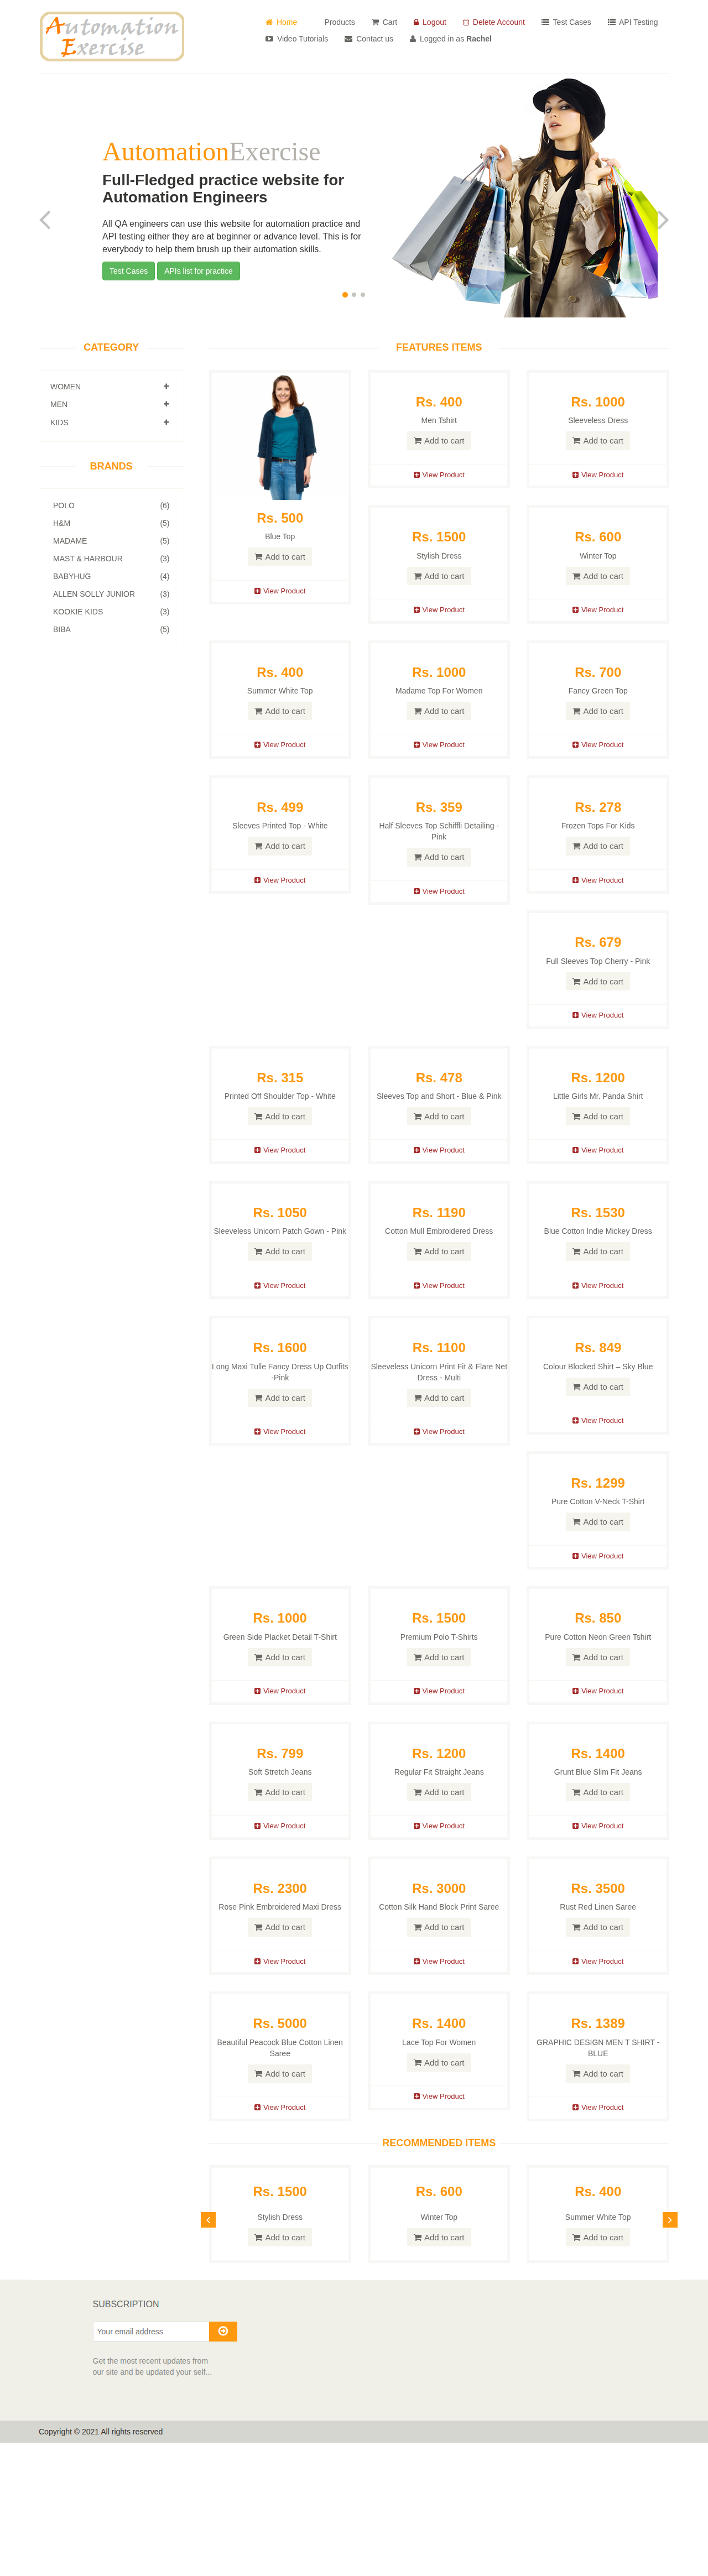 Automation
Exercise
Home Products Cart Logout Delete Account Test Cases API Testing
Video Tutorials Contact us Logged in as Rachel
AutomationExercise
Full-Fledged practice website for
Automation Engineers
All QA engineers can use this website for automation practice and
API testing either they are at beginner or advance level. This is for
everybody to help them brush up their automation skills.
Test Cases APIs list for practice
CATEGORY
WOMEN
MEN
KIDS
BRANDS
POLO (6)
H&M (5)
MADAME (5)
MAST & HARBOUR (3)
BABYHUG (4)
ALLEN SOLLY JUNIOR (3)
KOOKIE KIDS (3)
BIBA (5)
FEATURES ITEMS
Rs. 500
Blue Top
Add to cart
View Product
Rs. 400
Men Tshirt
Add to cart
View Product
Rs. 1000
Sleeveless Dress
Add to cart
View Product
Rs. 1500
Stylish Dress
Add to cart
View Product
Rs. 600
Winter Top
Add to cart
View Product
Rs. 400
Summer White Top
Add to cart
View Product
Rs. 1000
Madame Top For Women
Add to cart
View Product
Rs. 700
Fancy Green Top
Add to cart
View Product
Rs. 499
Sleeves Printed Top - White
Add to cart
View Product
Rs. 359
Half Sleeves Top Schiffli Detailing -
Pink
Add to cart
View Product
Rs. 278
Frozen Tops For Kids
Add to cart
View Product
Rs. 679
Full Sleeves Top Cherry - Pink
Add to cart
View Product
Rs. 315
Printed Off Shoulder Top - White
Add to cart
View Product
Rs. 478
Sleeves Top and Short - Blue & Pink
Add to cart
View Product
Rs. 1200
Little Girls Mr. Panda Shirt
Add to cart
View Product
Rs. 1050
Sleeveless Unicorn Patch Gown - Pink
Add to cart
View Product
Rs. 1190
Cotton Mull Embroidered Dress
Add to cart
View Product
Rs. 1530
Blue Cotton Indie Mickey Dress
Add to cart
View Product
Rs. 1600
Long Maxi Tulle Fancy Dress Up Outfits
-Pink
Add to cart
View Product
Rs. 1100
Sleeveless Unicorn Print Fit & Flare Net
Dress - Multi
Add to cart
View Product
Rs. 849
Colour Blocked Shirt – Sky Blue
Add to cart
View Product
Rs. 1299
Pure Cotton V-Neck T-Shirt
Add to cart
View Product
Rs. 1000
Green Side Placket Detail T-Shirt
Add to cart
View Product
Rs. 1500
Premium Polo T-Shirts
Add to cart
View Product
Rs. 850
Pure Cotton Neon Green Tshirt
Add to cart
View Product
Rs. 799
Soft Stretch Jeans
Add to cart
View Product
Rs. 1200
Regular Fit Straight Jeans
Add to cart
View Product
Rs. 1400
Grunt Blue Slim Fit Jeans
Add to cart
View Product
Rs. 2300
Rose Pink Embroidered Maxi Dress
Add to cart
View Product
Rs. 3000
Cotton Silk Hand Block Print Saree
Add to cart
View Product
Rs. 3500
Rust Red Linen Saree
Add to cart
View Product
Rs. 5000
Beautiful Peacock Blue Cotton Linen
Saree
Add to cart
View Product
Rs. 1400
Lace Top For Women
Add to cart
View Product
Rs. 1389
GRAPHIC DESIGN MEN T SHIRT -
BLUE
Add to cart
View Product
RECOMMENDED ITEMS
Rs. 1500
Stylish Dress
Add to cart
Rs. 600
Winter Top
Add to cart
Rs. 400
Summer White Top
Add to cart
SUBSCRIPTION
Your email address
Get the most recent updates from
our site and be updated your self...
Copyright © 2021 All rights reserved